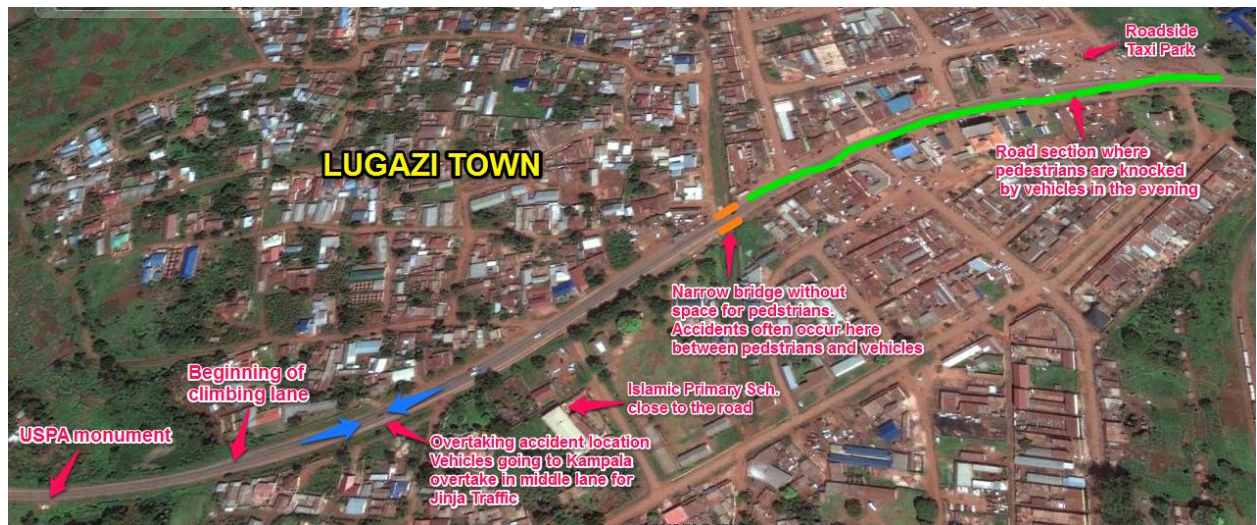 Roadside
Taxi Park
LUGAZI TOWN
Road section where
pedestrians are knocked
by vehicles in the evening
Narrow bridge without
space for pedstrians.
Accidents often occur here
between pedstrians and vehicles
Beginning of
climbing lane
Islamic Primary Sch.
close to the road
USPA monument
Overtaking accident location
Vehicles going to Kampala
overtake in middle lane for
Jinja Traffic